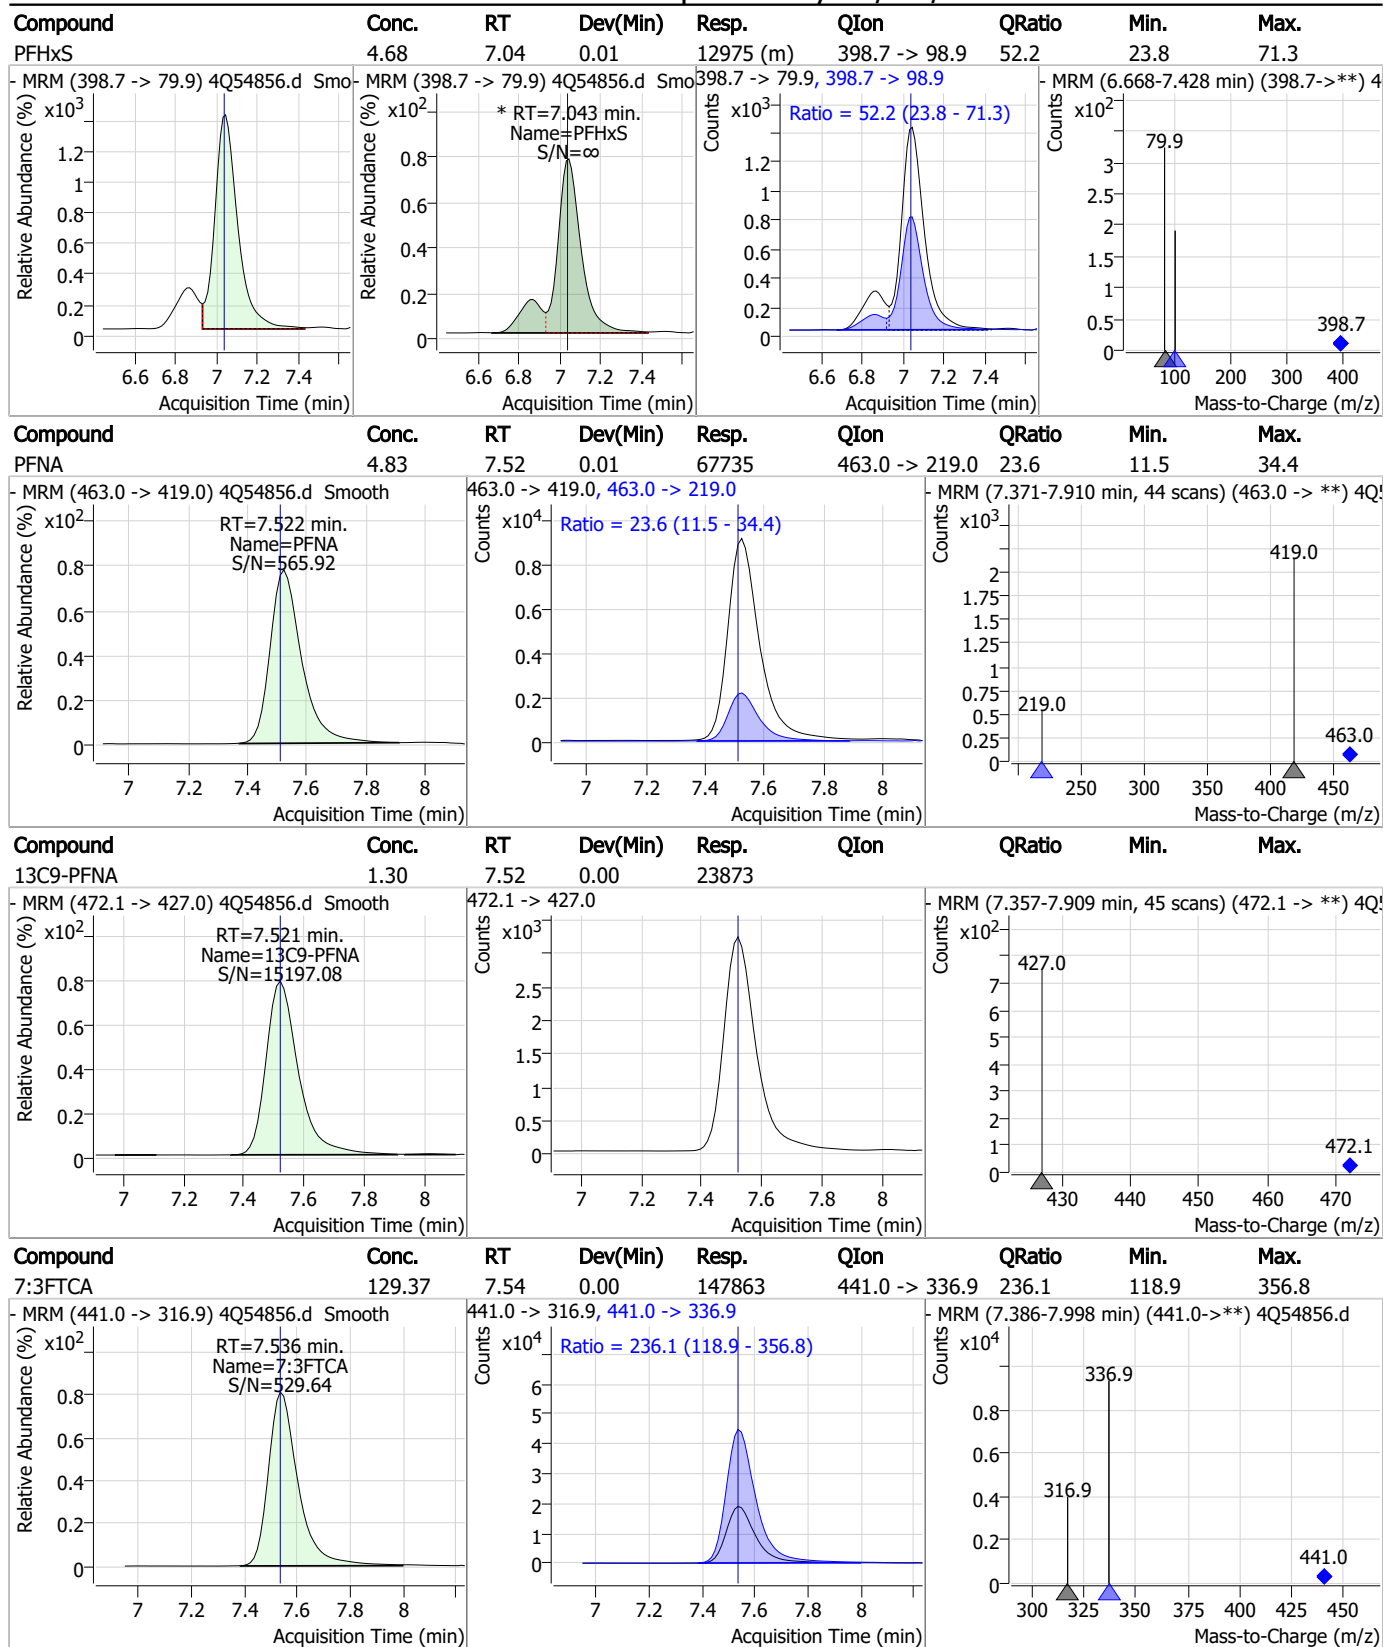 Compound Conc. RT Dev(Min) Resp. QIon QRatio Min. Max.
PFHxS 4.68 7.04 0.01 12975 (m) 398.7 -> 98.9 52.2 23.8 71.3
- MRM (398.7 -> 79.9) 4Q54856.d Smo
Relative Abundance (%)
x10³
1.2
1
0.8
0.6
0.4
0.2
0
6.6 6.8 7 7.2 7.4
Acquisition Time (min)
- MRM (398.7 -> 79.9) 4Q54856.d Smo
Relative Abundance (%)
x10²
* RT=7.043 min.
Name=PFHxS
S/N=∞
0.8
0.6
0.4
0.2
0
6.6 6.8 7 7.2 7.4
Acquisition Time (min)
398.7 -> 79.9, 398.7 -> 98.9
Counts
x10³
Ratio = 52.2 (23.8 - 71.3)
1.2
1
0.8
0.6
0.4
0.2
0
6.6 6.8 7 7.2 7.4
Acquisition Time (min)
- MRM (6.668-7.428 min) (398.7->**) 4
Counts
x10²
79.9
3
2.5
2
1.5
1
0.5
0
398.7
100 200 300 400
Mass-to-Charge (m/z)
Compound Conc. RT Dev(Min) Resp. QIon QRatio Min. Max.
PFNA 4.83 7.52 0.01 67735 463.0 -> 219.0 23.6 11.5 34.4
- MRM (463.0 -> 419.0) 4Q54856.d Smooth
Relative Abundance (%)
x10²
RT=7.522 min.
Name=PFNA
S/N=565.92
0.8
0.6
0.4
0.2
0
7 7.2 7.4 7.6 7.8 8
Acquisition Time (min)
463.0 -> 419.0, 463.0 -> 219.0
Counts
x10⁴
Ratio = 23.6 (11.5 - 34.4)
0.8
0.6
0.4
0.2
0
7 7.2 7.4 7.6 7.8 8
Acquisition Time (min)
- MRM (7.371-7.910 min, 44 scans) (463.0 -> **) 4Q5
Counts
x10³
419.0
2
1.75
1.5
1.25
1
0.75
0.5
0.25
0
219.0
463.0
250 300 350 400 450
Mass-to-Charge (m/z)
Compound Conc. RT Dev(Min) Resp. QIon QRatio Min. Max.
13C9-PFNA 1.30 7.52 0.00 23873
- MRM (472.1 -> 427.0) 4Q54856.d Smooth
Relative Abundance (%)
x10²
RT=7.521 min.
Name=13C9-PFNA
S/N=15197.08
0.8
0.6
0.4
0.2
0
7 7.2 7.4 7.6 7.8 8
Acquisition Time (min)
472.1 -> 427.0
Counts
x10³
2.5
2
1.5
1
0.5
0
7 7.2 7.4 7.6 7.8 8
Acquisition Time (min)
- MRM (7.357-7.909 min, 45 scans) (472.1 -> **) 4Q5
Counts
x10²
427.0
7
6
5
4
3
2
1
0
472.1
430 440 450 460 470
Mass-to-Charge (m/z)
Compound Conc. RT Dev(Min) Resp. QIon QRatio Min. Max.
7:3FTCA 129.37 7.54 0.00 147863 441.0 -> 336.9 236.1 118.9 356.8
- MRM (441.0 -> 316.9) 4Q54856.d Smooth
Relative Abundance (%)
x10²
RT=7.536 min.
Name=7:3FTCA
S/N=529.64
0.8
0.6
0.4
0.2
0
7 7.2 7.4 7.6 7.8 8
Acquisition Time (min)
441.0 -> 316.9, 441.0 -> 336.9
Counts
x10⁴
Ratio = 236.1 (118.9 - 356.8)
6
5
4
3
2
1
0
7 7.2 7.4 7.6 7.8 8
Acquisition Time (min)
- MRM (7.386-7.998 min) (441.0->**) 4Q54856.d
Counts
x10⁴
336.9
0.8
0.6
0.4
0.2
0
316.9
441.0
300 325 350 375 400 425 450
Mass-to-Charge (m/z)